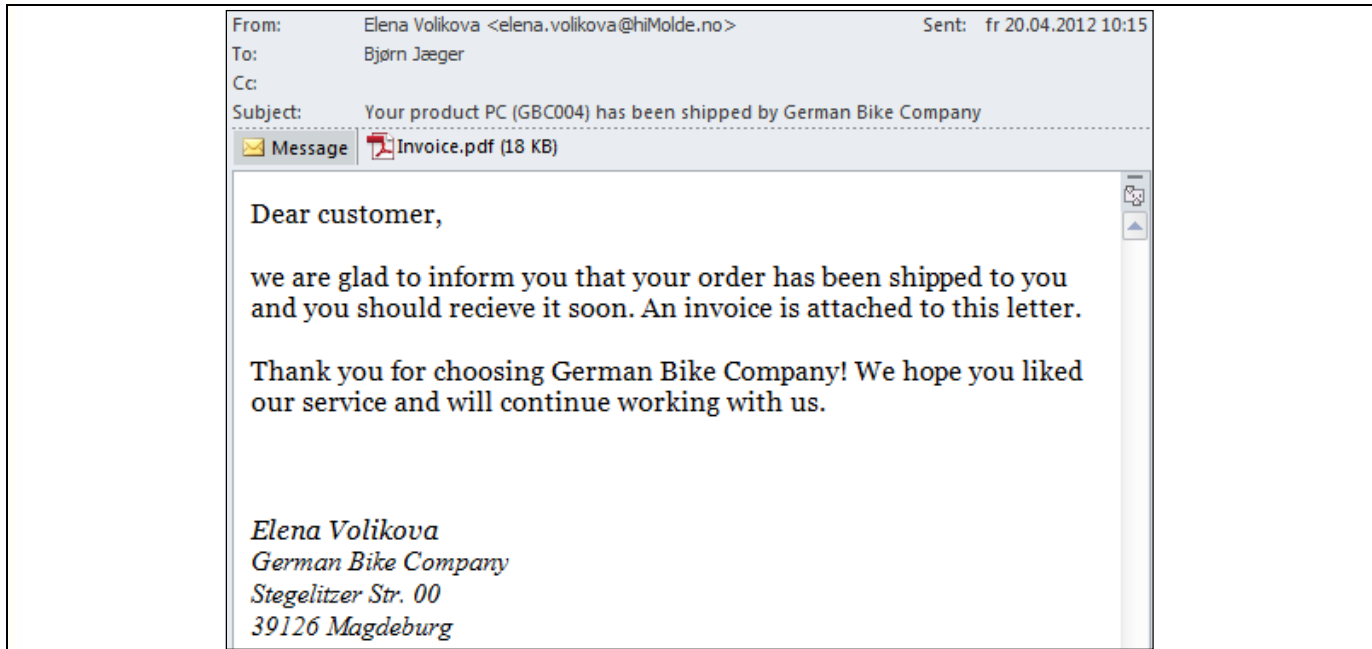 From: Elena Volikova <elena.volikova@hiMolde.no> Sent: fr 20.04.2012 10:15
To: Bjørn Jæger
Cc:
Subject: Your product PC (GBC004) has been shipped by German Bike Company
Message Invoice.pdf (18 KB)
Dear customer,
we are glad to inform you that your order has been shipped to you
and you should recieve it soon. An invoice is attached to this letter.
Thank you for choosing German Bike Company! We hope you liked
our service and will continue working with us.
Elena Volikova
German Bike Company
Stegelitzer Str. 00
39126 Magdeburg